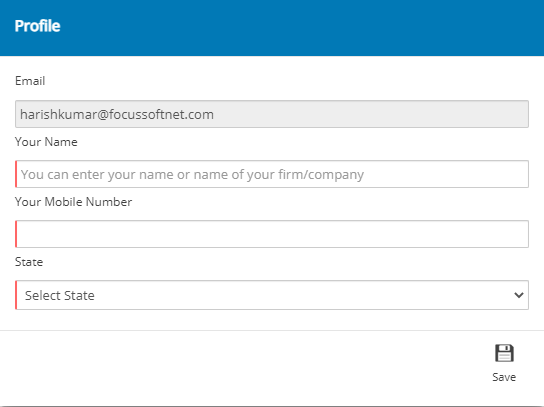 Profile
Email
harishkumar@focussoftnet.com
Your Name
You can enter your name or name of your firm/company
Your Mobile Number
State
Select State
Save